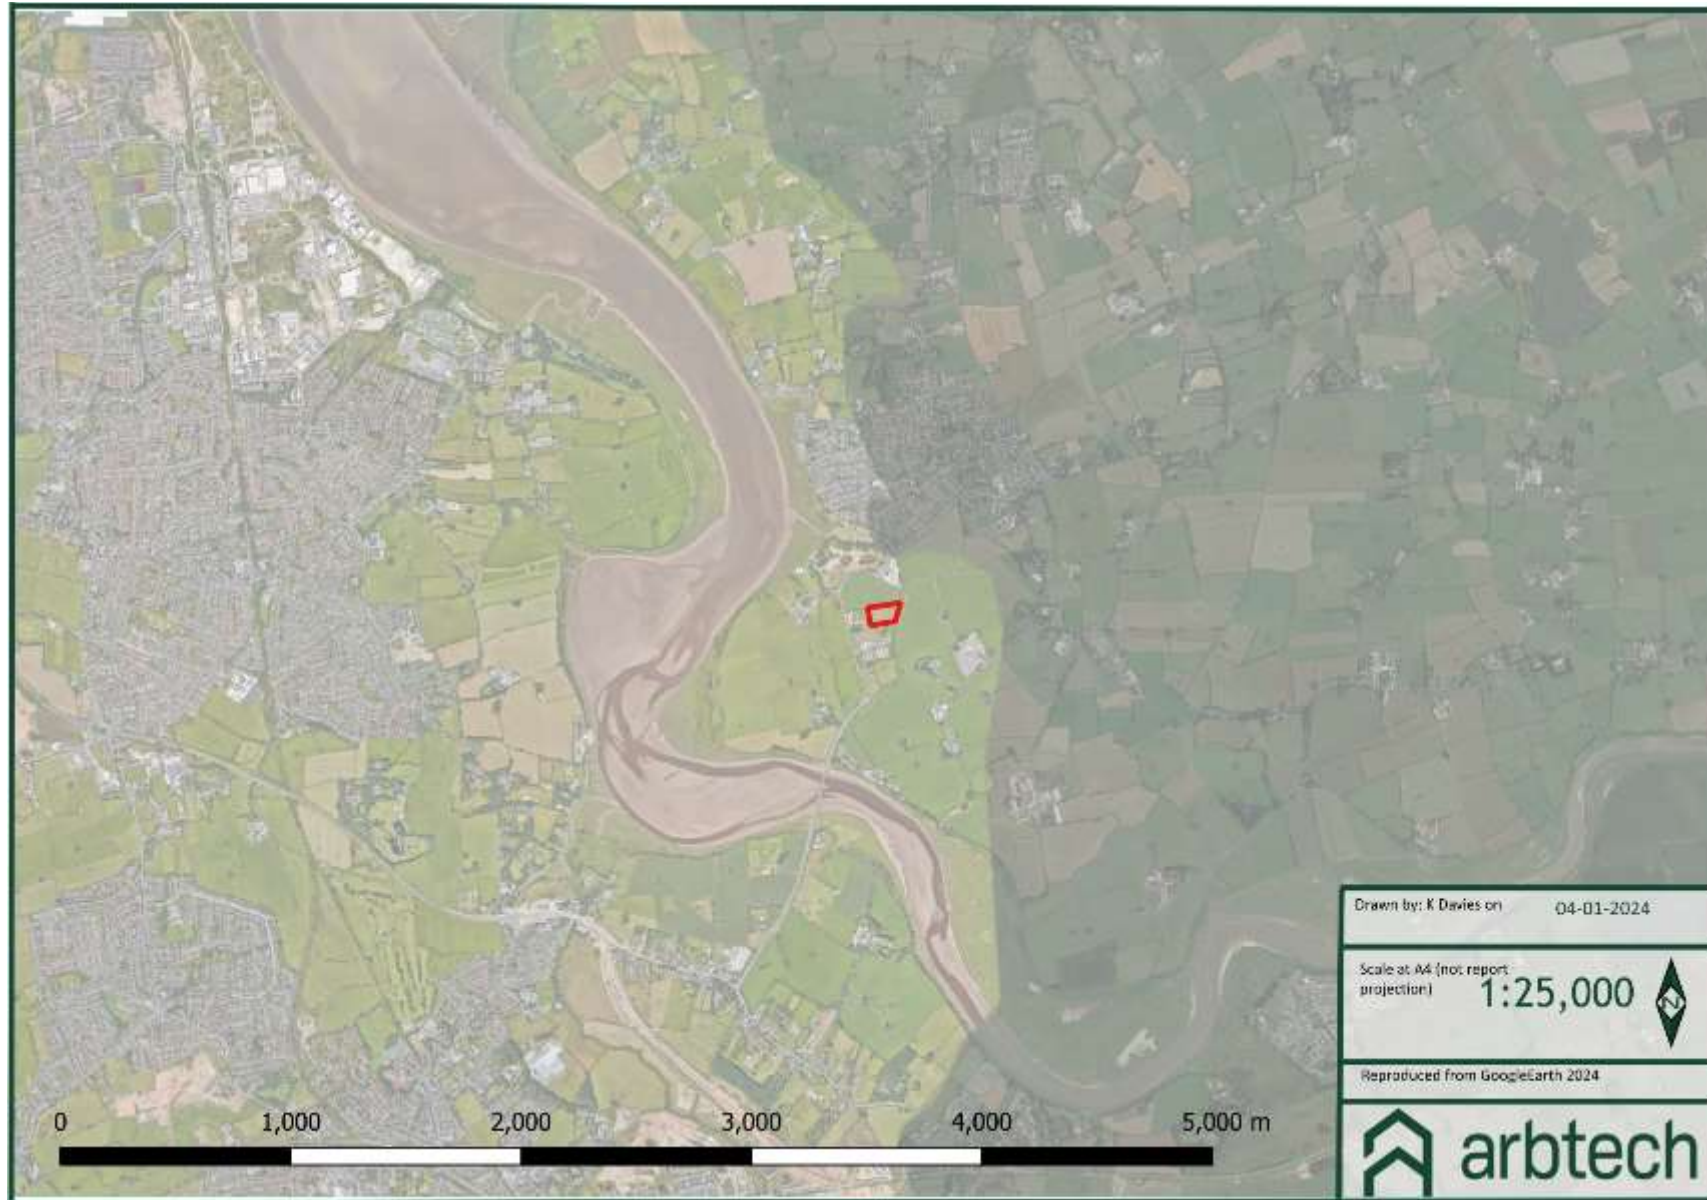 Drawn by: K Davies on 04-01-2024
Scale at A4 (not report
projection) 1:25,000
N
Reproduced from GoogleEarth 2024
0 1,000 2,000 3,000 4,000 5,000 m
arbtech